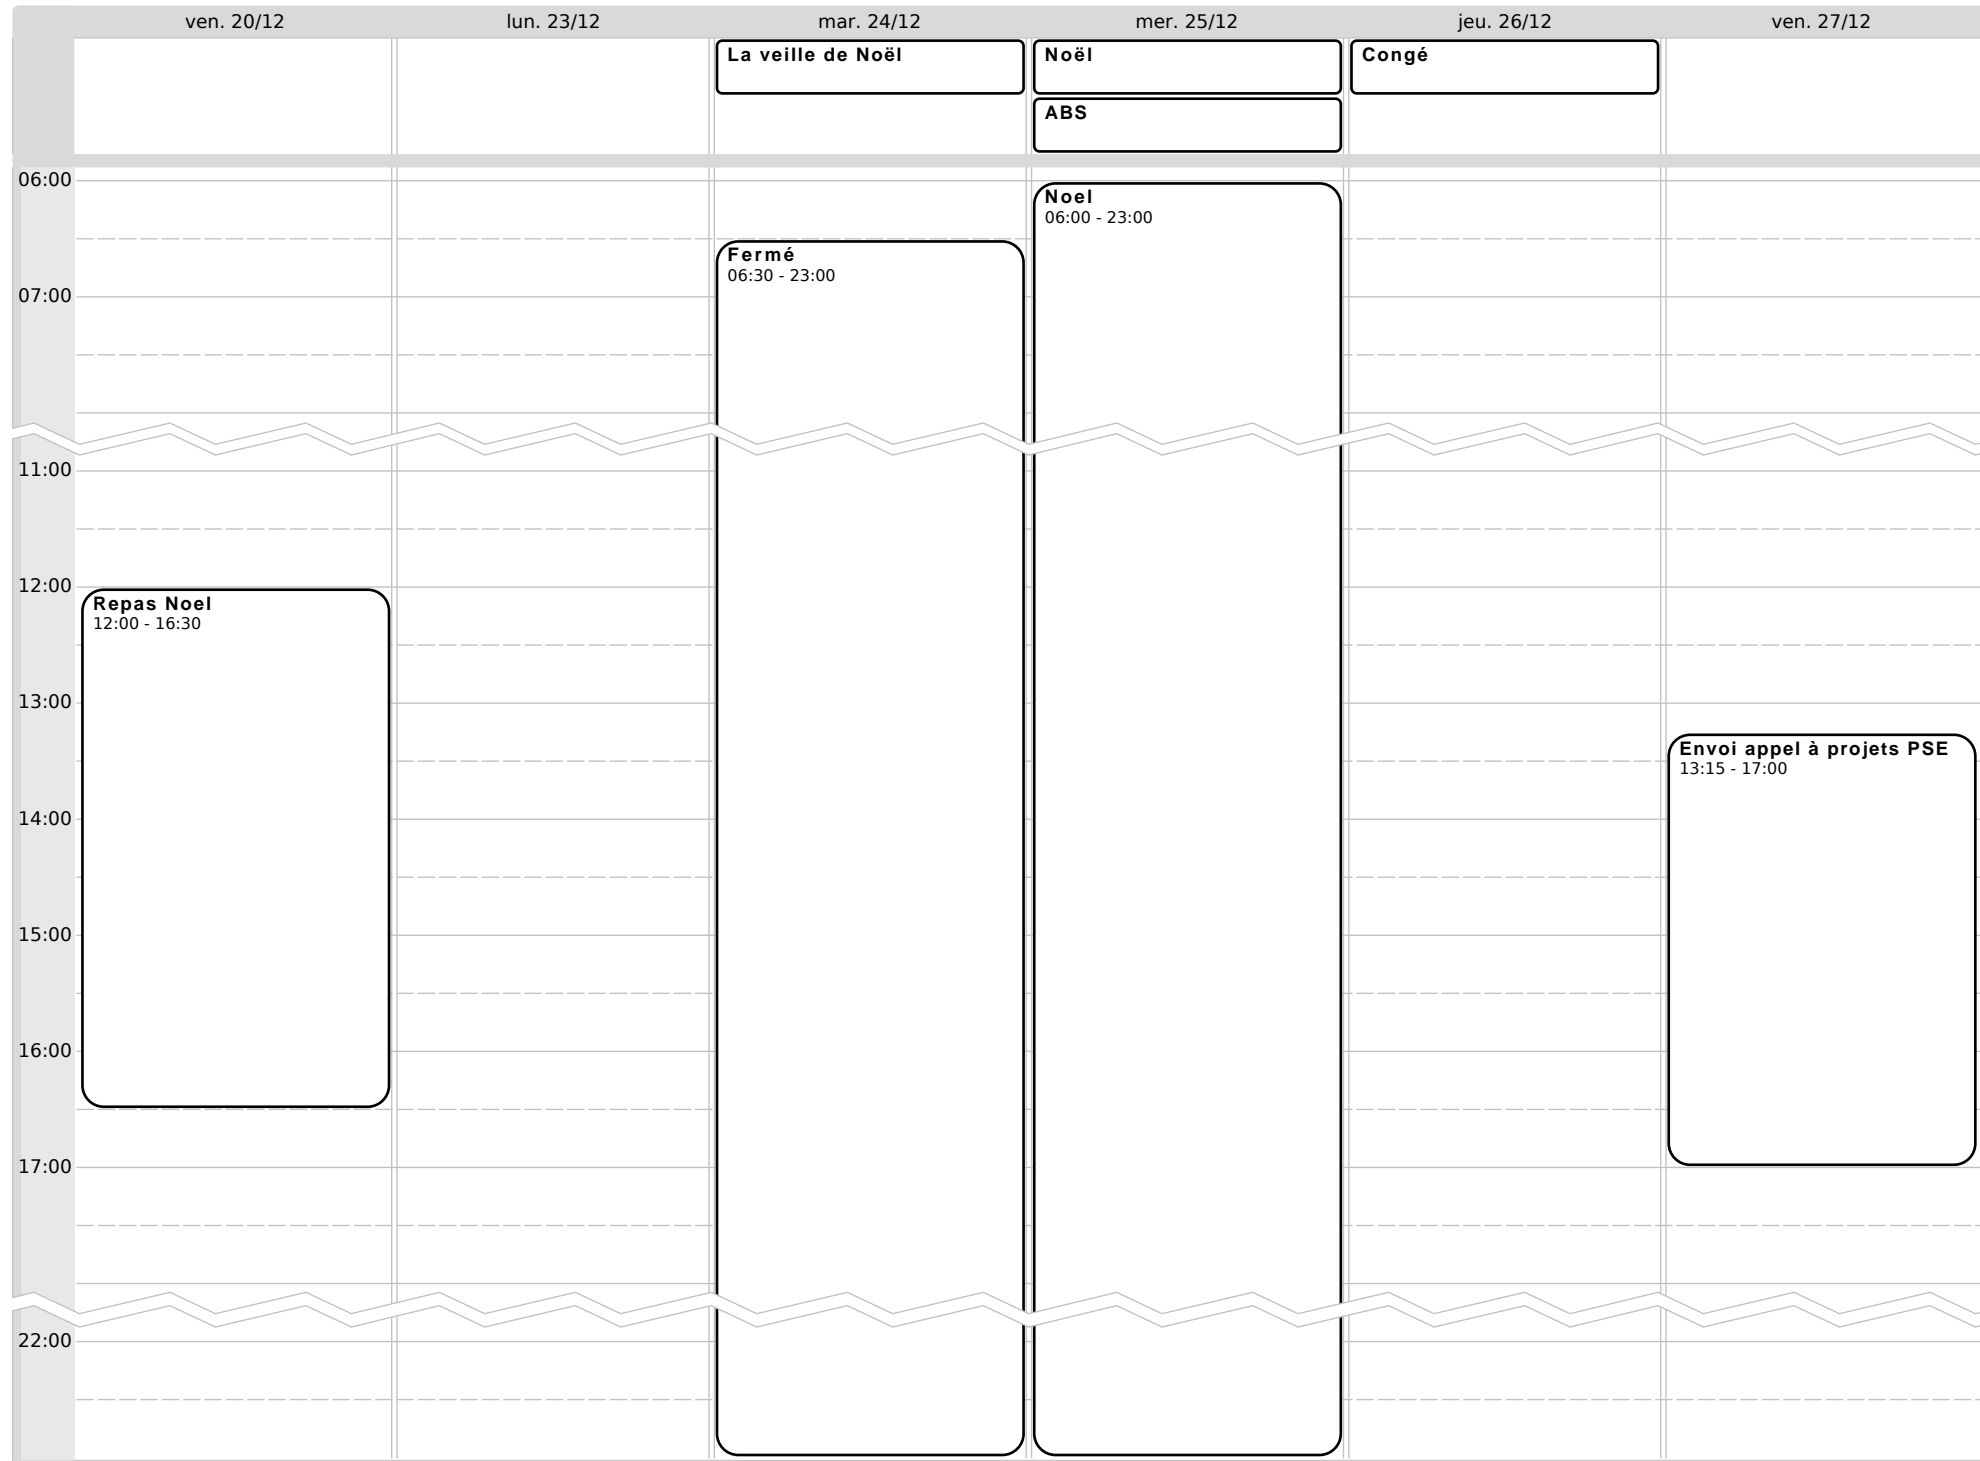 ven. 20/12
lun. 23/12
mar. 24/12
mer. 25/12
jeu. 26/12
ven. 27/12
La veille de Noël
Noël
Congé
ABS
06:00
Noel
06:00 - 23:00
Fermé
06:30 - 23:00
07:00
11:00
12:00
Repas Noel
12:00 - 16:30
13:00
Envoi appel à projets PSE
13:15 - 17:00
14:00
15:00
16:00
17:00
22:00